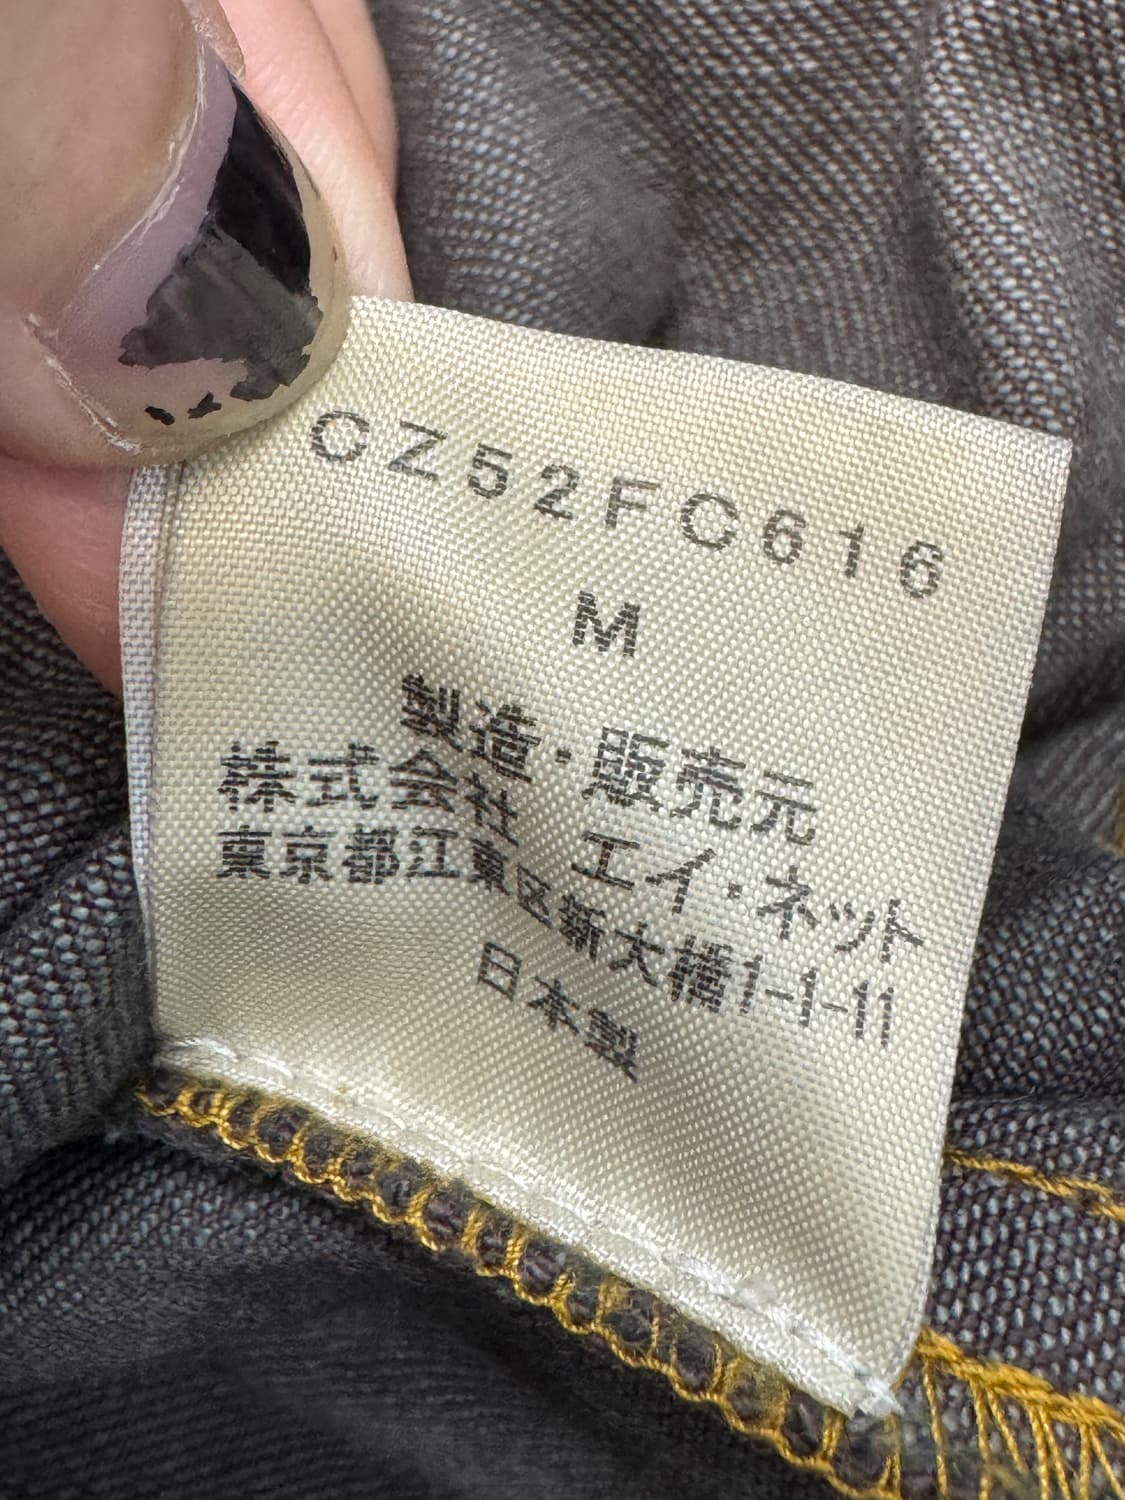 CZ52FC616
M
製造・販売元
株式会社 エイ・ネット
東京都江東区新大橋1-1-11
日本製